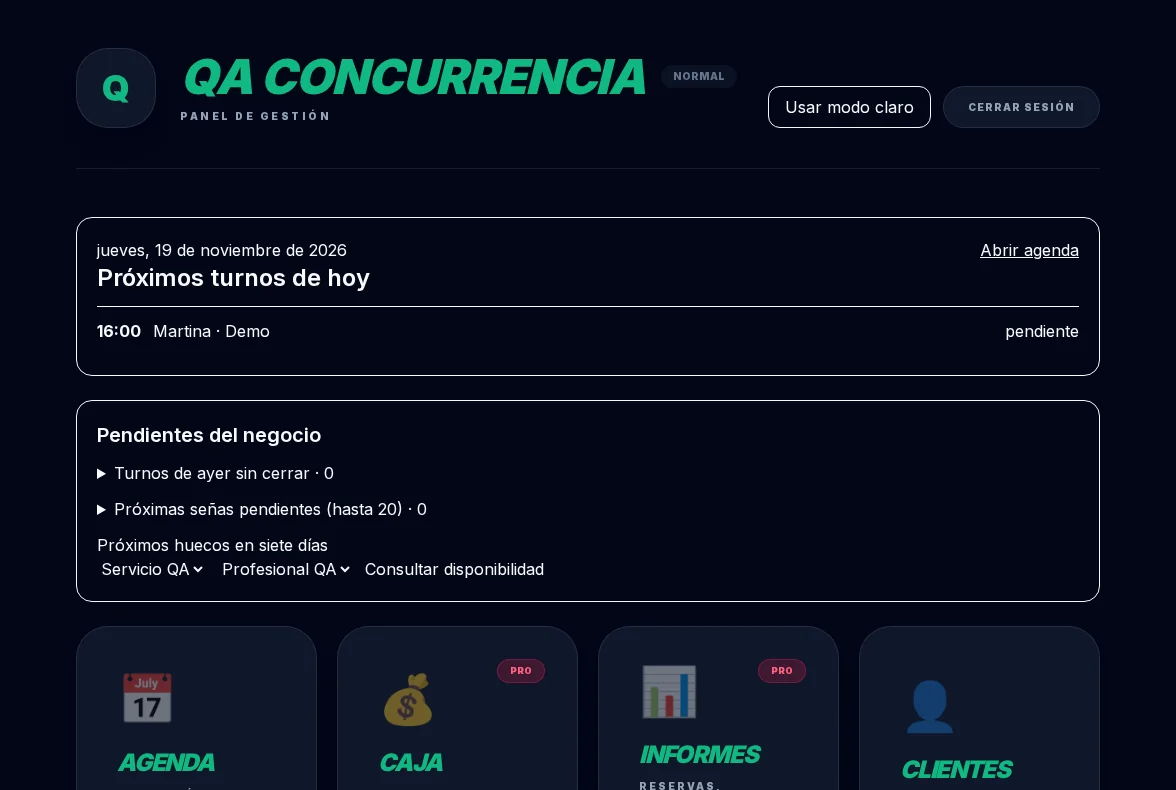 Q
QA CONCURRENCIA
NORMAL
PANEL DE GESTIÓN
Usar modo claro
CERRAR SESIÓN
jueves, 19 de noviembre de 2026
Abrir agenda
Próximos turnos de hoy
16:00 Martina · Demo
pendiente
Pendientes del negocio
Turnos de ayer sin cerrar · 0
Próximas señas pendientes (hasta 20) · 0
Próximos huecos en siete días
Servicio QA Profesional QA Consultar disponibilidad
July
17
AGENDA
PRO
$
CAJA
PRO
INFORMES
RESERVAS,
CLIENTES